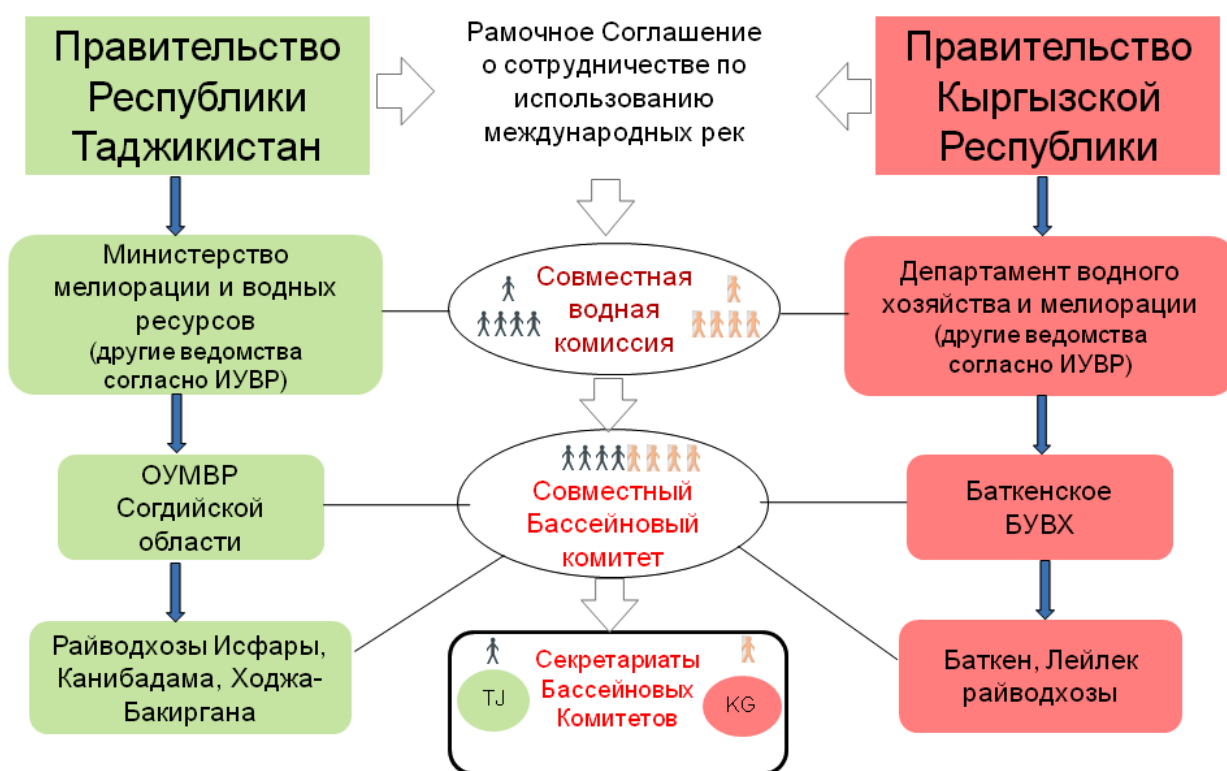 Правительство
Республики
Таджикистан
Рамочное Соглашение
о сотрудничестве по
использованию
международных рек
Правительство
Кыргызской
Республики
Министерство
мелиорации и водных
ресурсов
(другие ведомства
согласно ИУВР)
Совместная
водная
комиссия
Департамент водного
хозяйства и мелиорации
(другие ведомства
согласно ИУВР)
ОУМВР
Согдийской
области
Совместный
Бассейновый
комитет
Баткенское
БУВХ
Райводхозы Исфары,
Канибадама, Ходжа-
Бакиргана
TJ
Секретариаты
Бассейновых
Комитетов
KG
Баткен, Лейлек
райводхозы